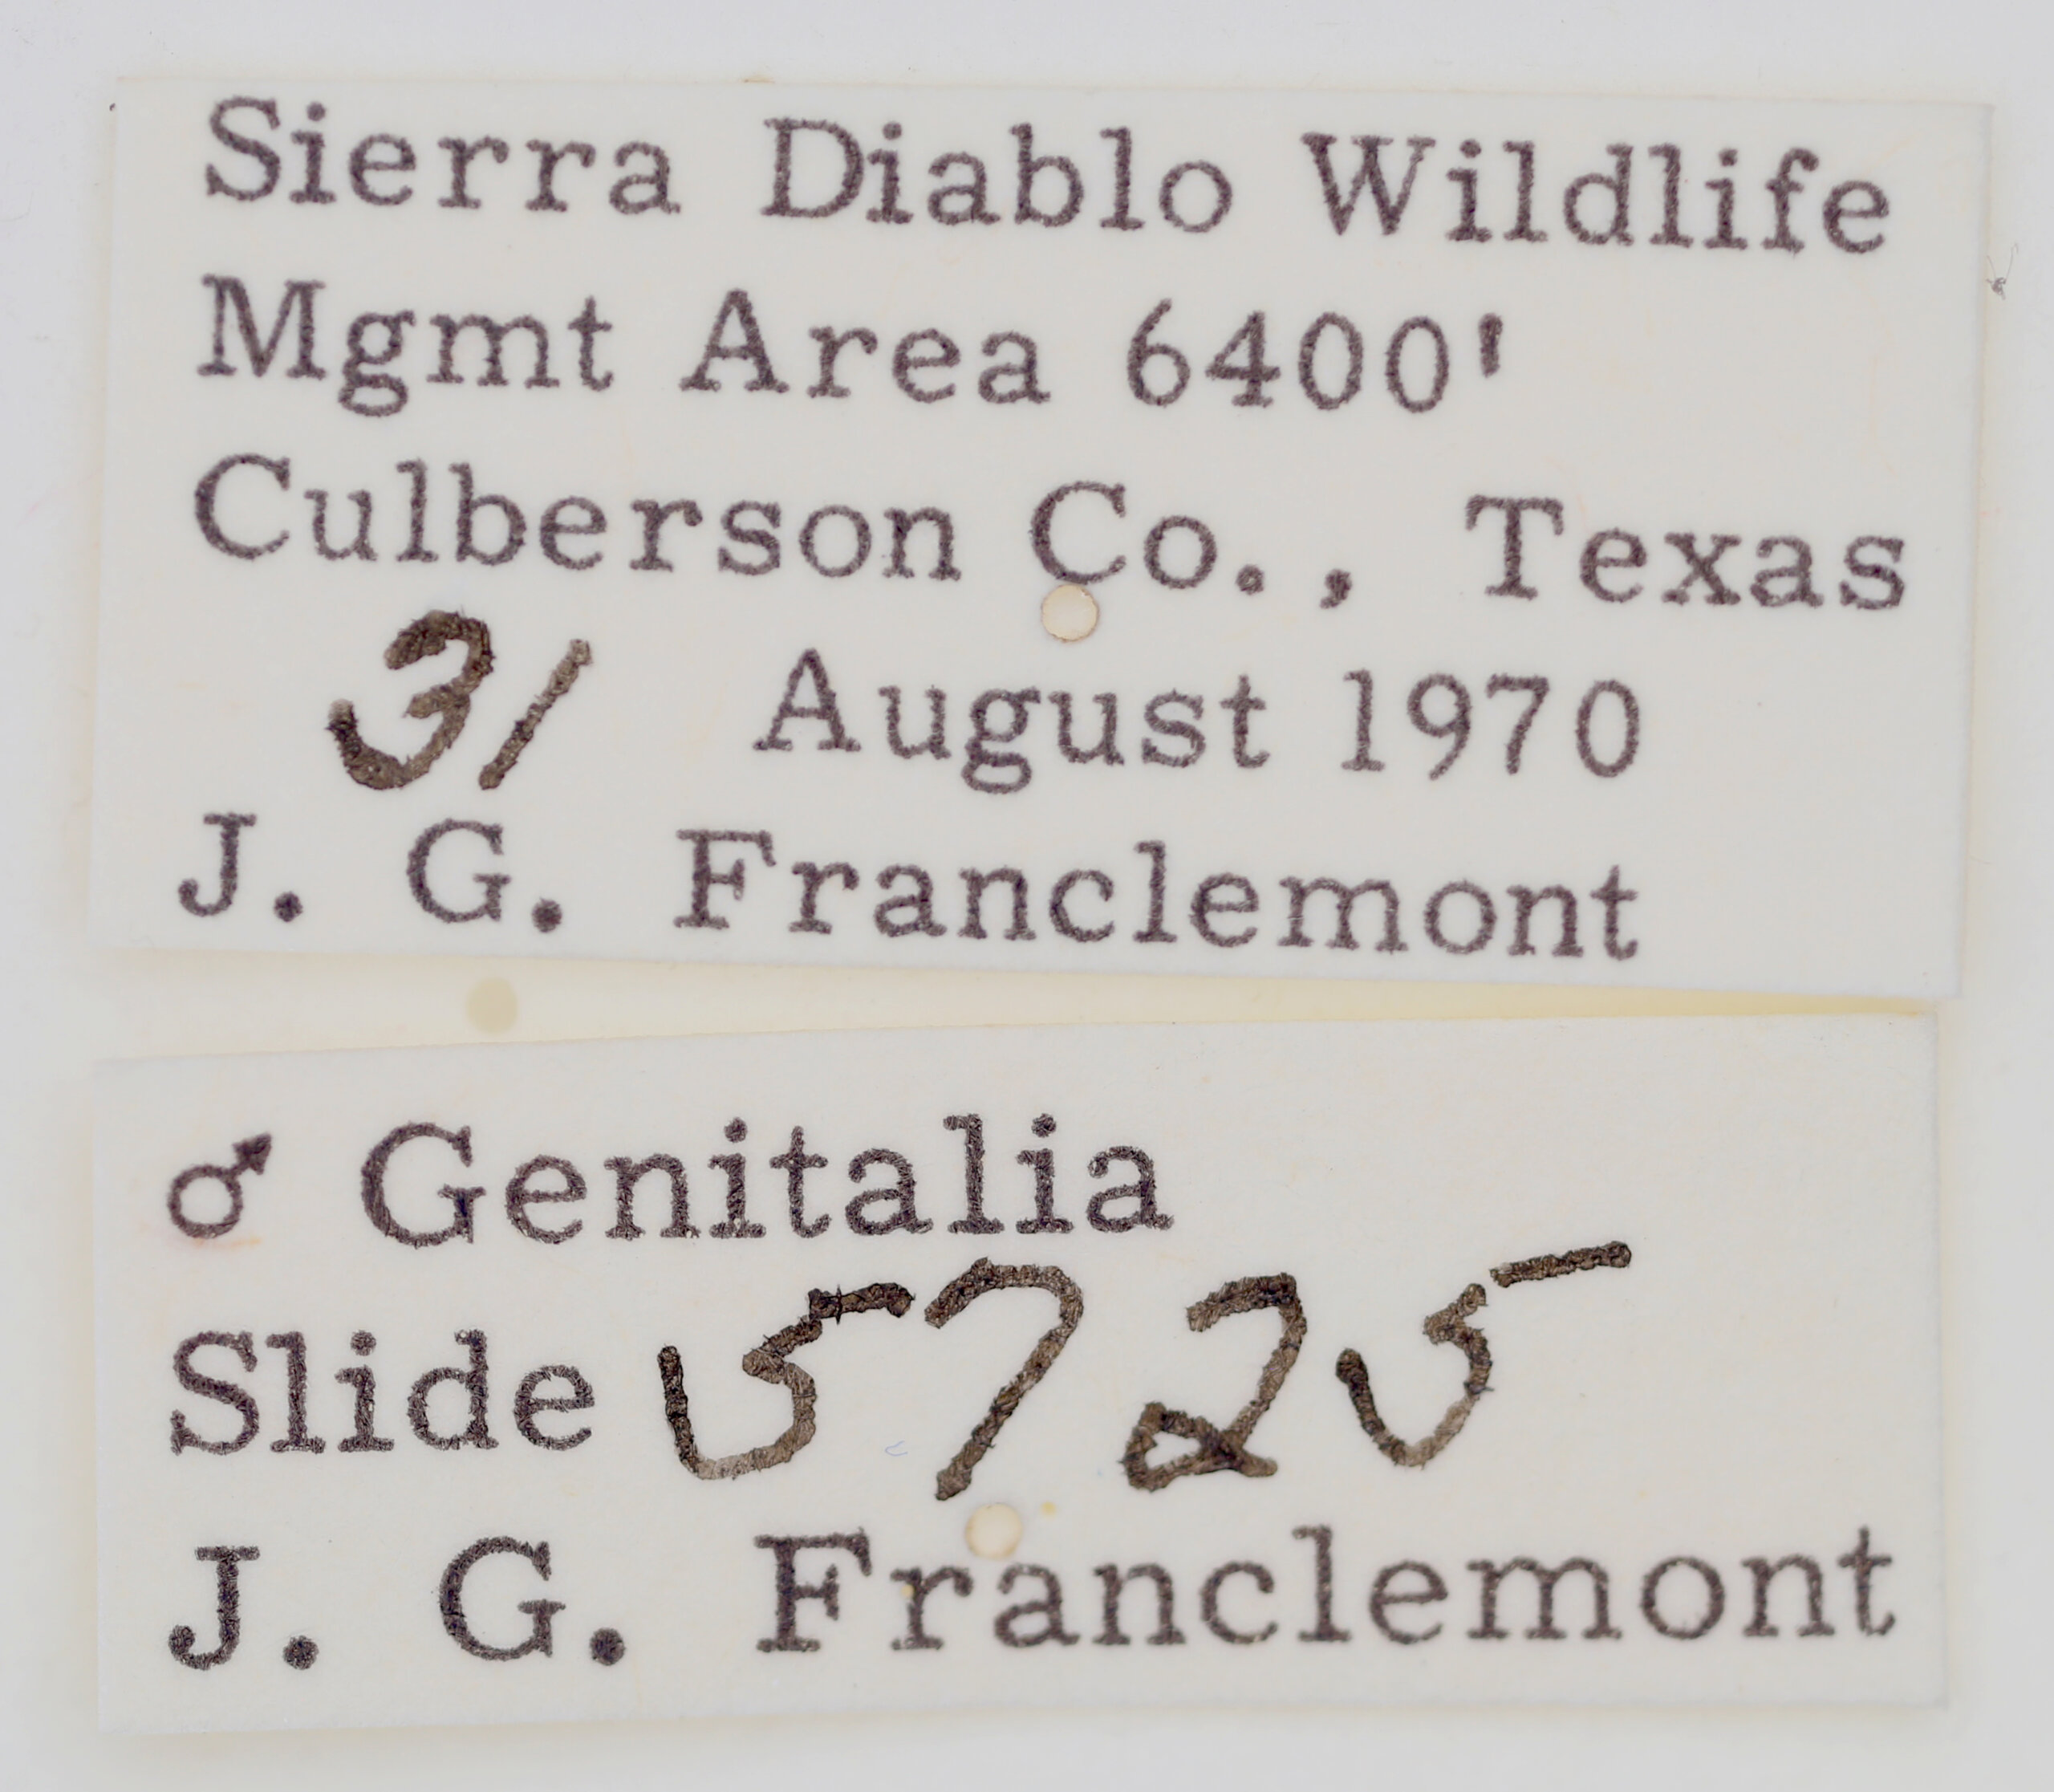 Sierra Diablo Wildlife
Mgmt Area 6400'
Culberson Co., Texas
31 August 1970
J. G. Franclemont
♂ Genitalia
Slide 5725
J. G. Franclemont